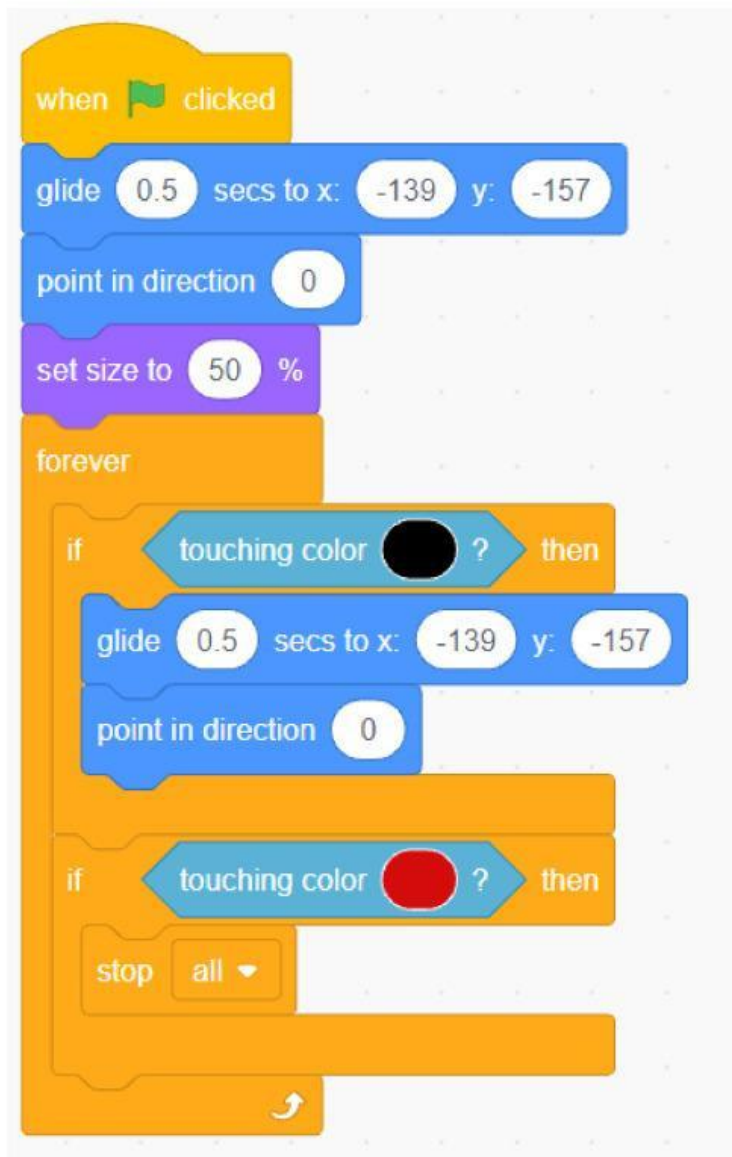 when clicked
glide 0.5 secs to x: -139 y: -157
point in direction 0
set size to 50 %
forever
if touching color ? then
glide 0.5 secs to x: -139 y: -157
point in direction 0
if touching color ? then
stop all